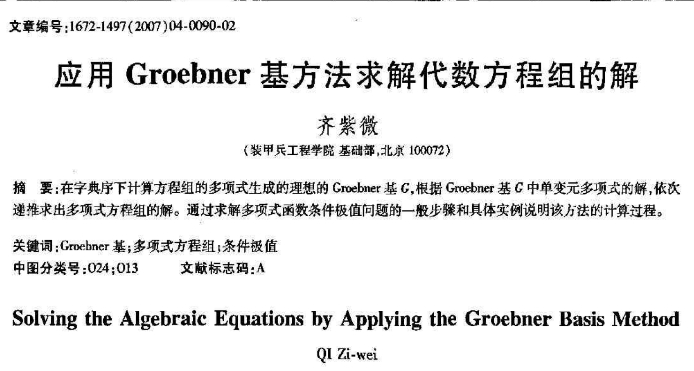 文章编号:1672-1497(2007)04-0090-02
应用 Groebner 基方法求解代数方程组的解
齐紫微
(装甲兵工程学院 基础部,北京 100072)
摘 要:在字典序下计算方程组的多项式生成的理想的 Groebner 基 G,根据 Groebner 基 G 中单变元多项式的解,依次
递推求出多项式方程组的解。通过求解多项式函数条件极值问题的一般步骤和具体实例说明该方法的计算过程。
关键词:Groebner 基;多项式方程组;条件极值
中图分类号:O24;O13 文献标志码:A
Solving the Algebraic Equations by Applying the Groebner Basis Method
QI Zi-wei